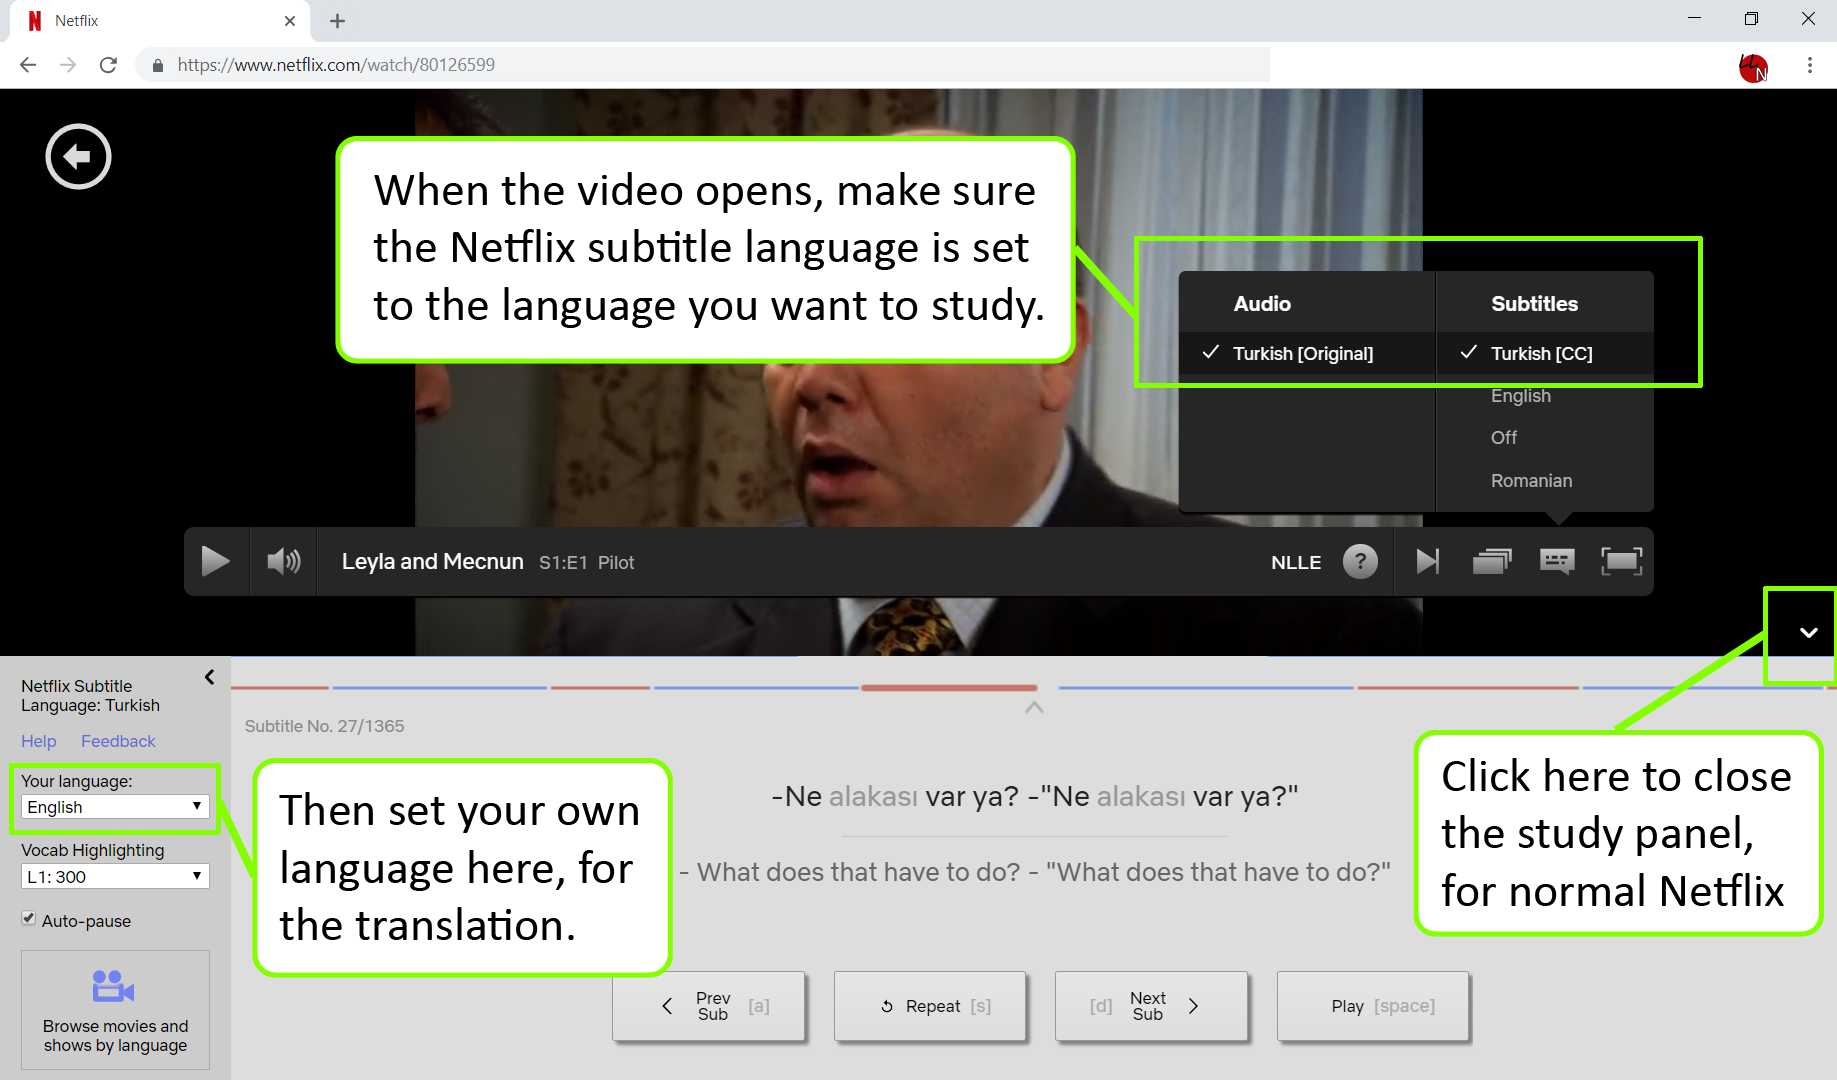 Netflix
https://www.netflix.com/watch/80126599
When the video opens, make sure
the Netflix subtitle language is set
to the language you want to study.
Audio
Turkish [Original]
Subtitles
Turkish [CC]
English
Off
Romanian
Leyla and Mecnun S1:E1 Pilot
NLLE ?
Netflix Subtitle
Language: Turkish
Help Feedback
Your language:
English
Vocab Highlighting
L1: 300
Auto-pause
Browse movies and
shows by language
Subtitle No. 27/1365
Then set your own
language here, for
the translation.
-Ne alakası var ya? -"Ne alakası var ya?"
- What does that have to do? - "What does that have to do?"
Click here to close
the study panel,
for normal Netflix
Prev
Sub [a]
Repeat [s]
[d] Next
Sub
Play [space]